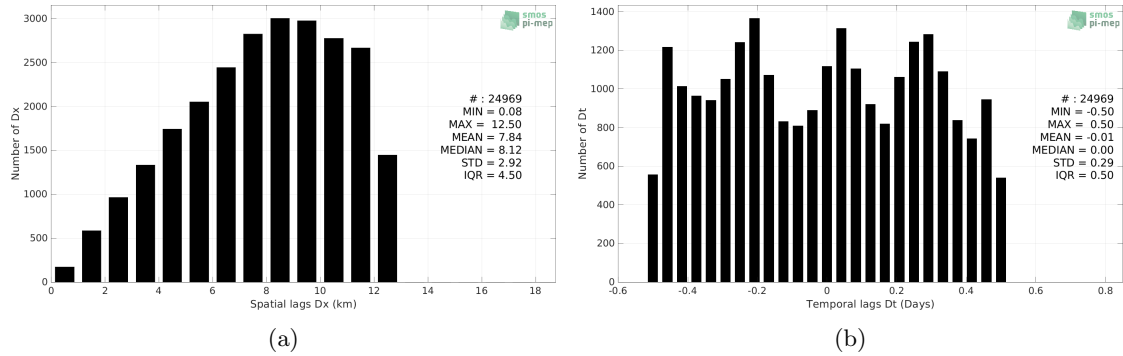 3000
2500
2000
1500
1000
500
0
0 2 4 6 8 10 12 14 16 18
Number of Dx
Spatial lags Dx (km)
smos
pi-mep
# : 24969
MIN = 0.08
MAX = 12.50
MEAN = 7.84
MEDIAN = 8.12
STD = 2.92
IQR = 4.50
(a)
1400
1200
1000
800
600
400
200
0
-0.6 -0.4 -0.2 0 0.2 0.4 0.6 0.8
Number of Dt
Temporal lags Dt (Days)
smos
pi-mep
# : 24969
MIN = -0.50
MAX = 0.50
MEAN = -0.01
MEDIAN = 0.00
STD = 0.29
IQR = 0.50
(b)